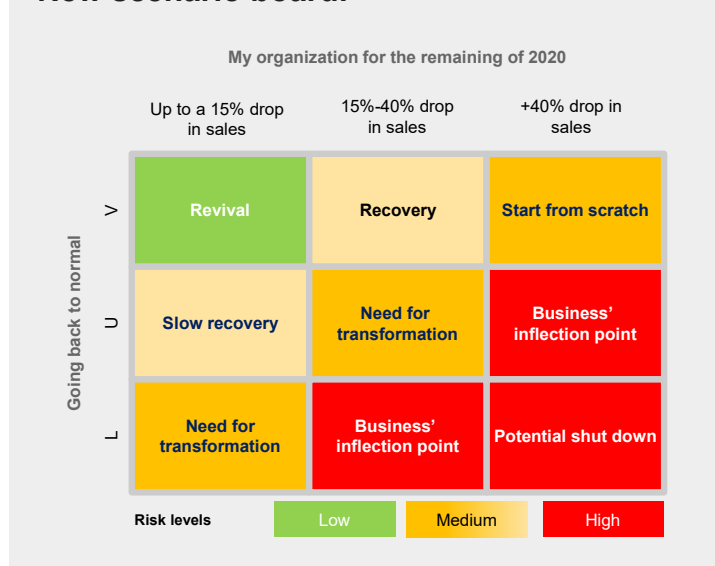 My organization for the remaining of 2020
Up to a 15% drop
in sales
15%-40% drop
in sales
+40% drop in
sales
Going back to normal
V
Revival
Recovery
Start from scratch
U
Slow recovery
Need for
transformation
Business’
inflection point
L
Need for
transformation
Business’
inflection point
Potential shut down
Risk levels
Low
Medium
High